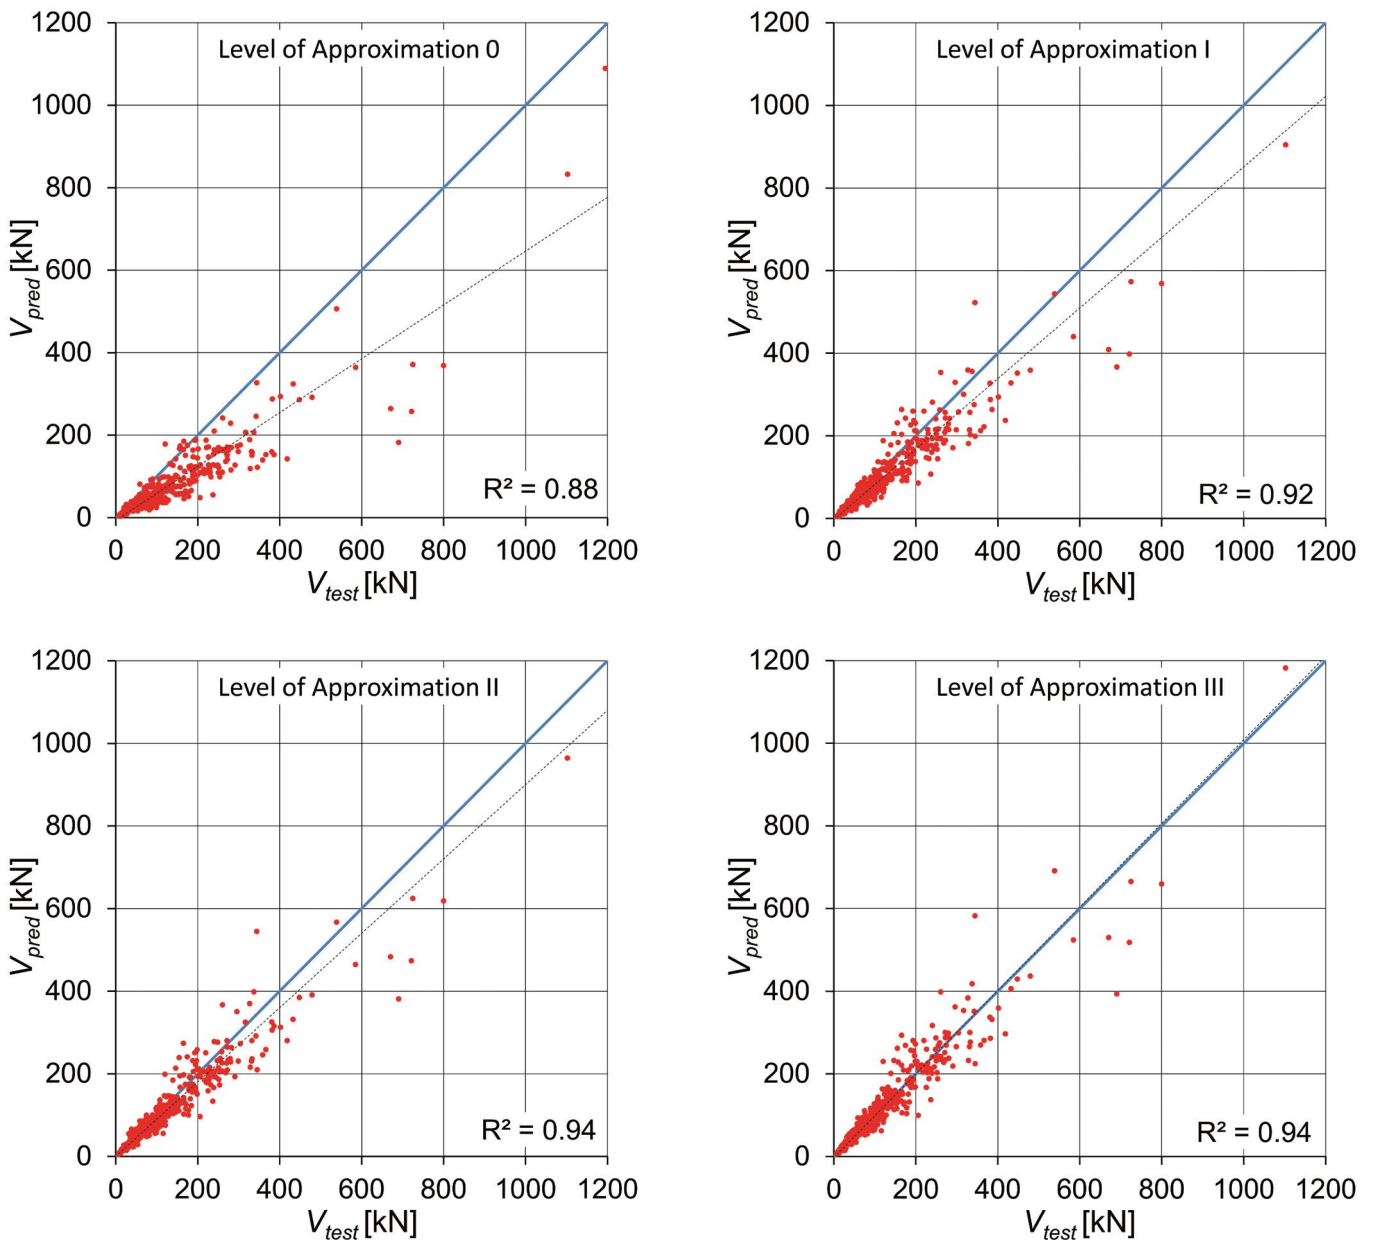 Level of Approximation 0
1200
1000
800
600
400
200
0
V_pred [kN]
R² = 0.88
0 200 400 600 800 1000 1200
V_test [kN]
Level of Approximation I
1200
1000
800
600
400
200
0
V_pred [kN]
R² = 0.92
0 200 400 600 800 1000 1200
V_test [kN]
Level of Approximation II
1200
1000
800
600
400
200
0
V_pred [kN]
R² = 0.94
0 200 400 600 800 1000 1200
V_test [kN]
Level of Approximation III
1200
1000
800
600
400
200
0
V_pred [kN]
R² = 0.94
0 200 400 600 800 1000 1200
V_test [kN]